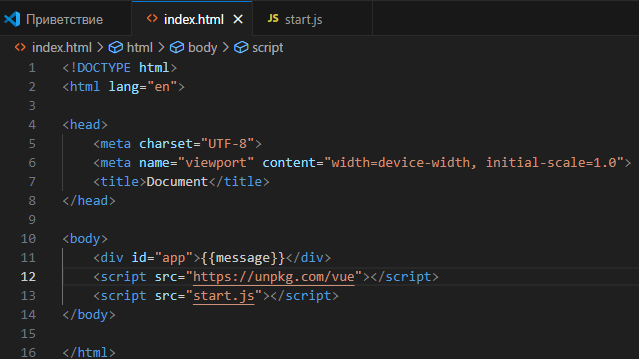 Приветствие index.html JS start.js
index.html > html > body > script
1 <!DOCTYPE html>
2 <html lang="en">
3
4 <head>
5 <meta charset="UTF-8">
6 <meta name="viewport" content="width=device-width, initial-scale=1.0">
7 <title>Document</title>
8 </head>
9
10 <body>
11 <div id="app">{{message}}</div>
12 <script src="https://unpkg.com/vue"></script>
13 <script src="start.js"></script>
14 </body>
15
16 </html>